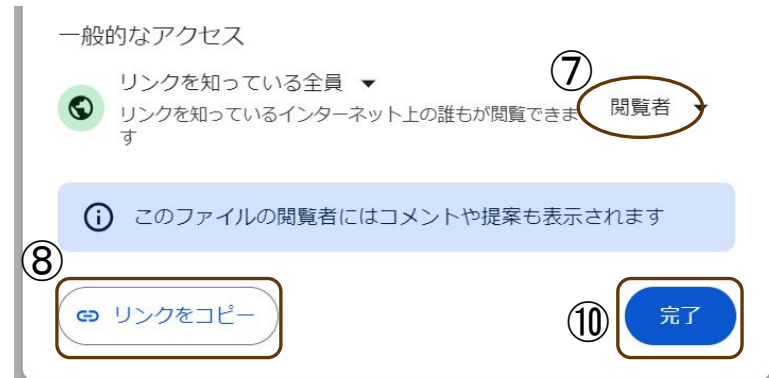 一般的なアクセス
⑦
リンクを知っている全員
リンクを知っているインターネット上の誰もが閲覧できま
す
閲覧者
このファイルの閲覧者にはコメントや提案も表示されます
⑧
リンクをコピー
⑩
完了